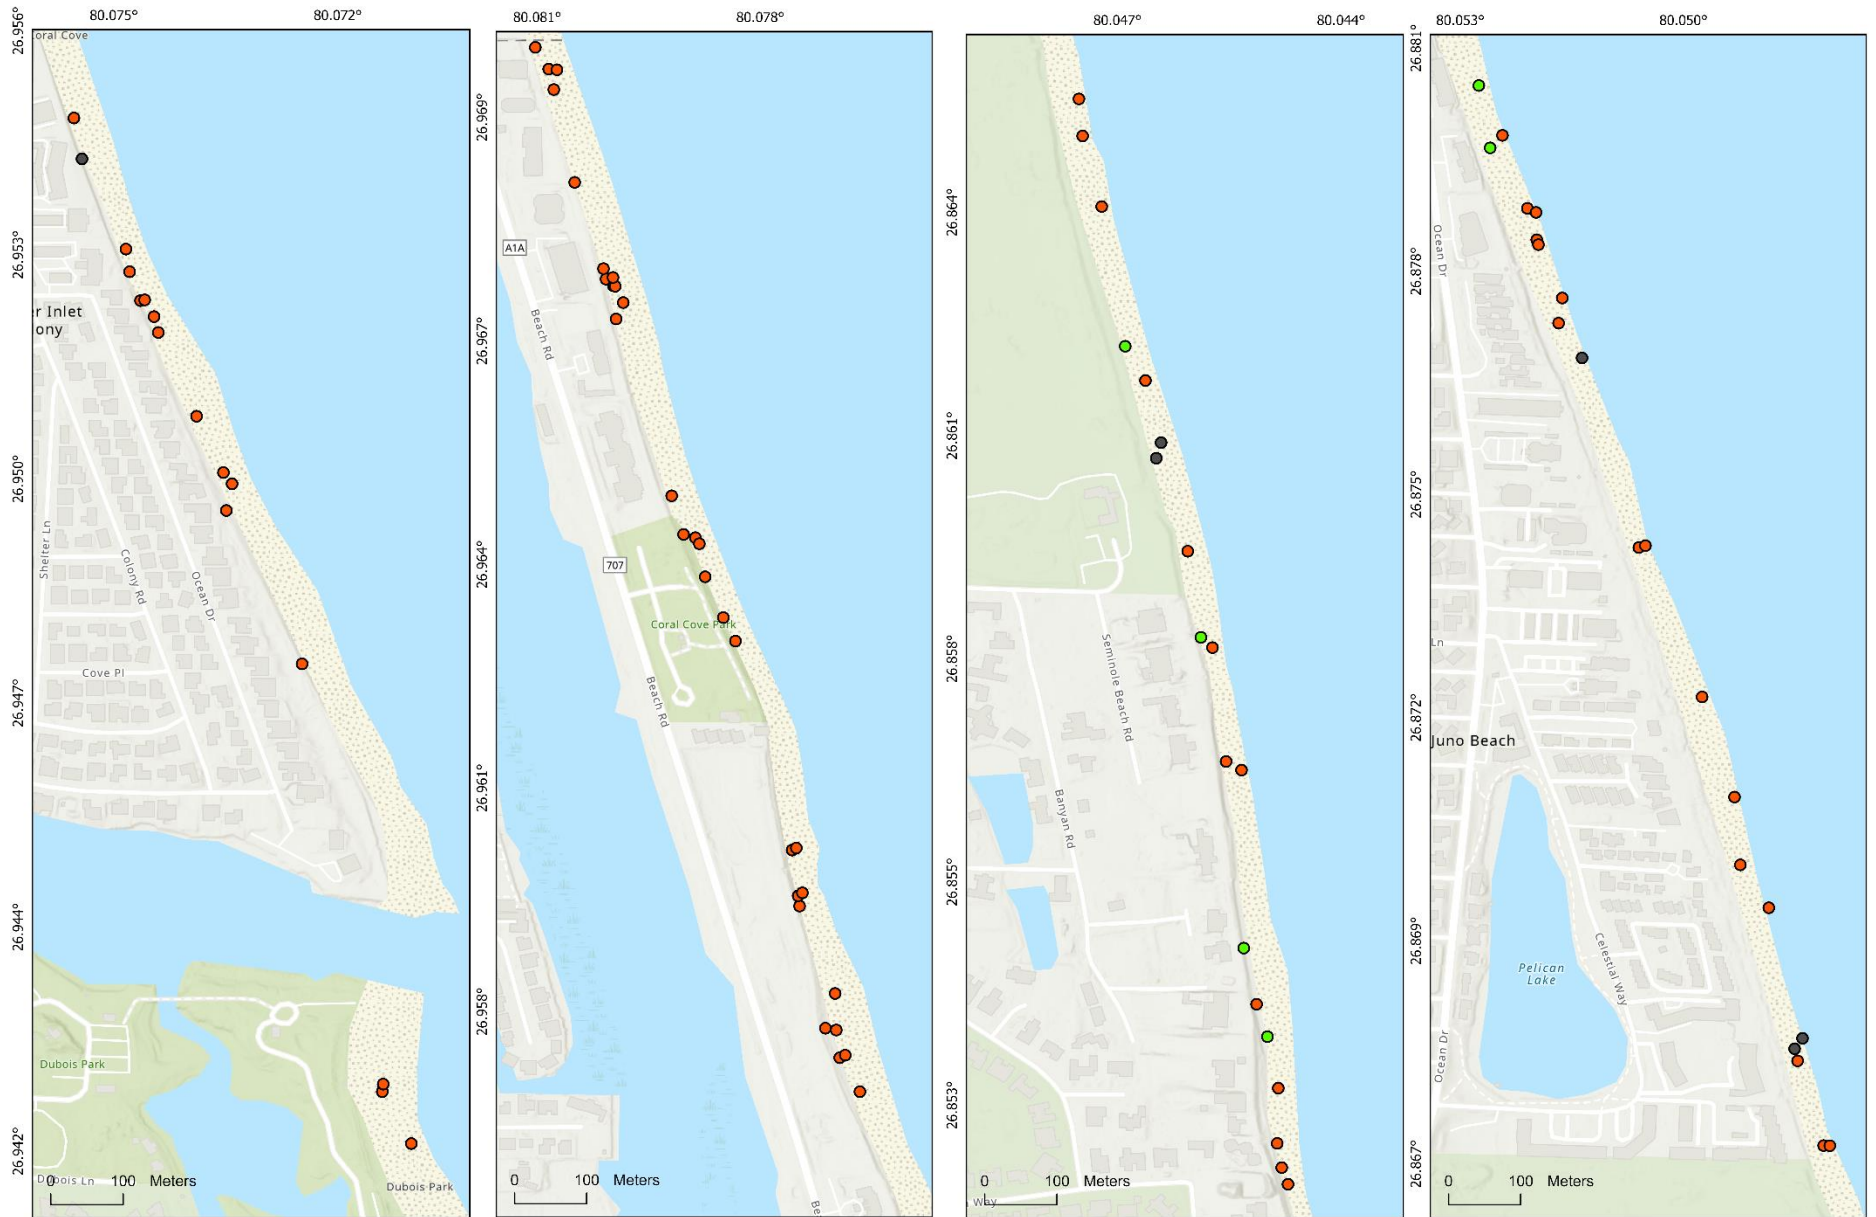 80.075°
80.072°
26.956°
26.953°
26.950°
26.947°
26.944°
26.942°
oral Cove
er Inlet
ony
Shelter Ln
Colony Rd
Ocean Dr
Cove Pl
Dubois Park
Dubois Ln
Dubois Park
0 100 Meters
80.081°
80.078°
26.969°
26.967°
26.964°
26.961°
26.958°
A1A
Beach Rd
707
Coral Cove Park
Beach Rd
Be
0 100 Meters
80.047°
80.044°
26.864°
26.861°
26.858°
26.855°
26.853°
Seminole Beach Rd
Banyan Rd
Way
0 100 Meters
80.053°
80.050°
26.881°
26.878°
26.875°
26.872°
26.869°
26.867°
Ocean Dr
Ln
Juno Beach
Pelican
Lake
Celestial Way
Ocean Dr
0 100 Meters